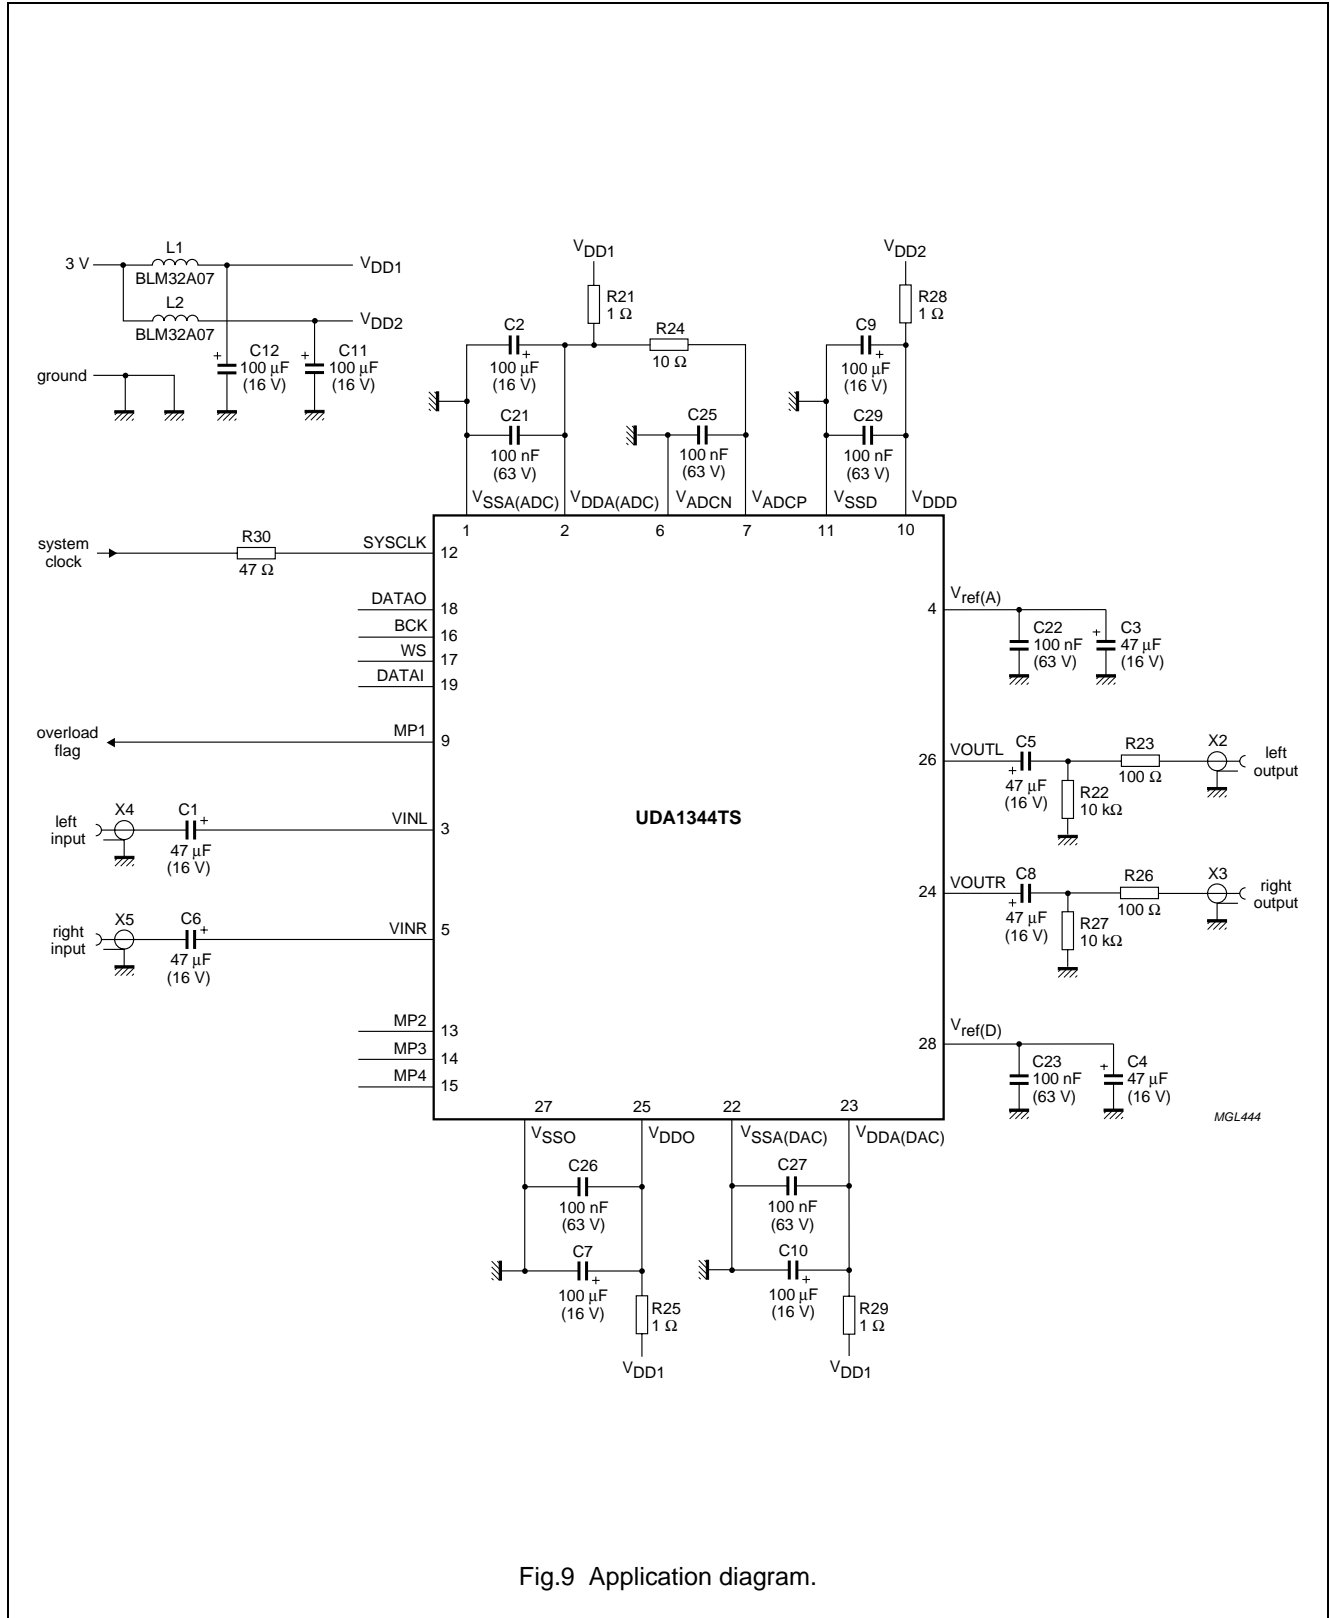 3 V
L1
BLM32A07
VDD1
L2
BLM32A07
VDD2
C12
100 μF
(16 V)
C11
100 μF
(16 V)
ground
VDD1
R21
1 Ω
C2
+
100 μF
(16 V)
R24
10 Ω
C21
100 nF
(63 V)
C25
100 nF
(63 V)
VDD2
R28
1 Ω
C9
+
100 μF
(16 V)
C29
100 nF
(63 V)
VSSA(ADC)
VDDA(ADC)
VADCN
VADCP
VSSD
VDDD
1
2
6
7
11
10
system
clock
R30
47 Ω
SYSCLK
12
DATAO
18
BCK
16
WS
17
DATAI
19
overload
flag
MP1
9
left
input
X4
C1
+
47 μF
(16 V)
VINL
3
right
input
X5
C6
+
47 μF
(16 V)
VINR
5
MP2
13
MP3
14
MP4
15
UDA1344TS
4
Vref(A)
C22
100 nF
(63 V)
+
C3
47 μF
(16 V)
26
VOUTL
C5
+
47 μF
(16 V)
R22
10 kΩ
R23
100 Ω
X2
left
output
24
VOUTR
C8
+
47 μF
(16 V)
R27
10 kΩ
R26
100 Ω
X3
right
output
28
Vref(D)
C23
100 nF
(63 V)
+
C4
47 μF
(16 V)
MGL444
27
25
22
23
VSSO
VDDO
VSSA(DAC)
VDDA(DAC)
C26
100 nF
(63 V)
C7
+
100 μF
(16 V)
R25
1 Ω
VDD1
C27
100 nF
(63 V)
C10
+
100 μF
(16 V)
R29
1 Ω
VDD1
Fig.9 Application diagram.